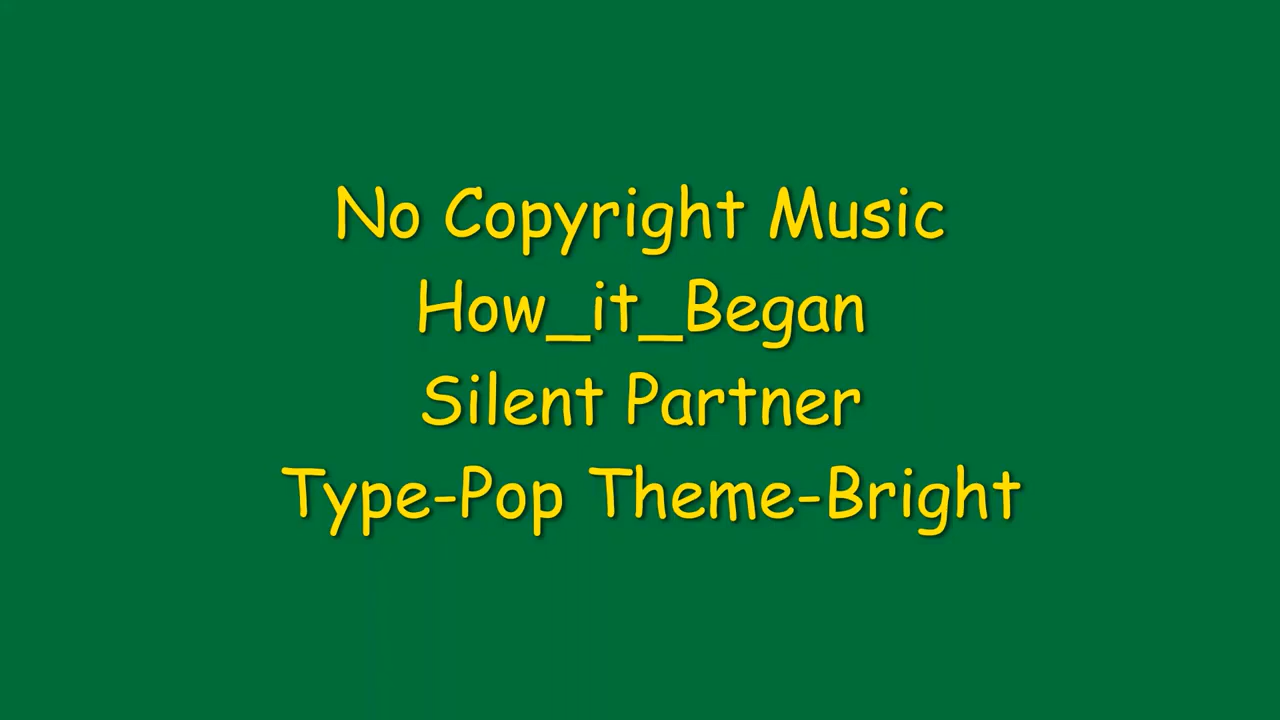 No Copyright Music
How_it_Began
Silent Partner
Type-Pop Theme-Bright